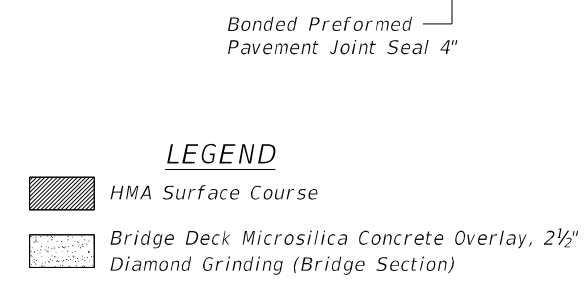 Bonded Preformed
Pavement Joint Seal 4"
LEGEND
HMA Surface Course
Bridge Deck Microsilica Concrete Overlay, 2½"
Diamond Grinding (Bridge Section)